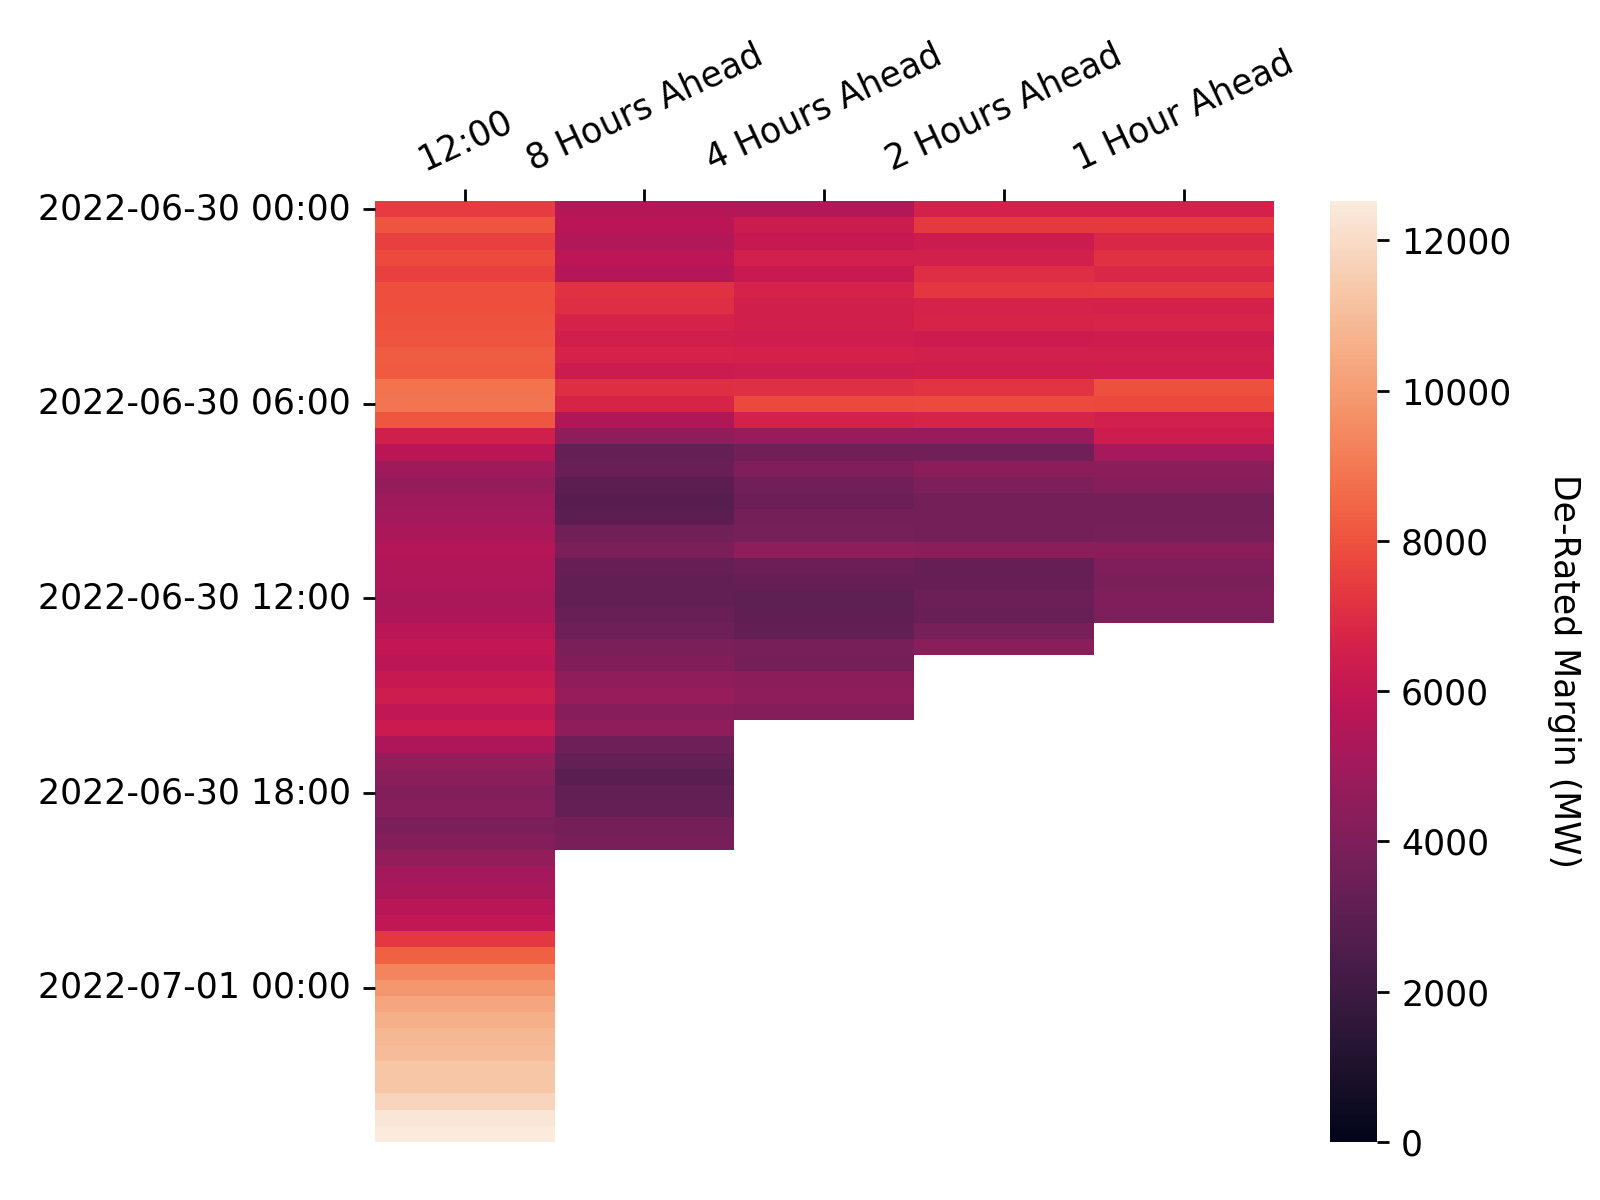 12:00
8 Hours Ahead
4 Hours Ahead
2 Hours Ahead
1 Hour Ahead
2022-06-30 00:00
2022-06-30 06:00
2022-06-30 12:00
2022-06-30 18:00
2022-07-01 00:00
12000
10000
8000
6000
4000
2000
0
De-Rated Margin (MW)